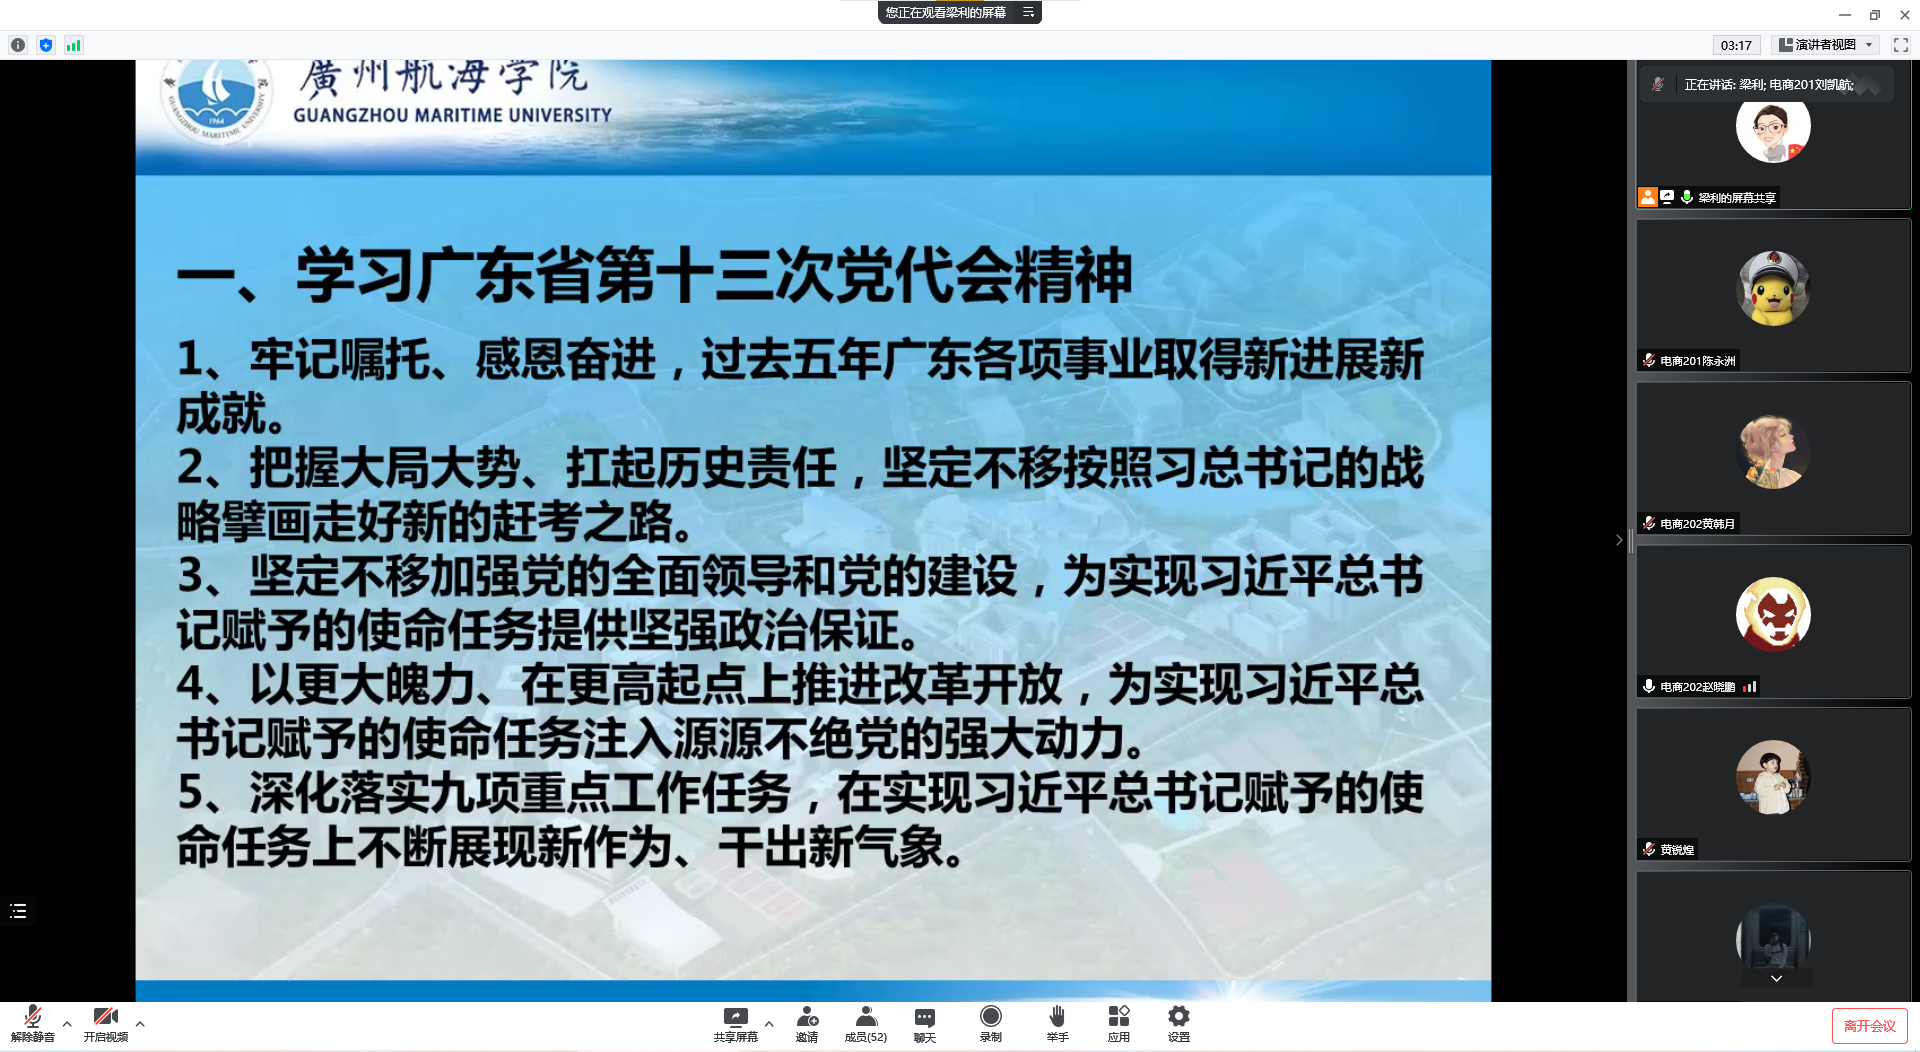 您正在观看梁利的屏幕
03:17
演讲者视图
廣州航海学院
GUANGZHOU MARITIME UNIVERSITY
1964
GUANGZHOU MARITIME UNIVERSITY
一、学习广东省第十三次党代会精神
1、牢记嘱托、感恩奋进，过去五年广东各项事业取得新进展新
成就。
2、把握大局大势、扛起历史责任，坚定不移按照习总书记的战
略擘画走好新的赶考之路。
3、坚定不移加强党的全面领导和党的建设，为实现习近平总书
记赋予的使命任务提供坚强政治保证。
4、以更大魄力、在更高起点上推进改革开放，为实现习近平总
书记赋予的使命任务注入源源不绝党的强大动力。
5、深化落实九项重点工作任务，在实现习近平总书记赋予的使
命任务上不断展现新作为、干出新气象。
正在讲话: 梁利; 电商201刘凯航;
梁利的屏幕共享
电商201陈永洲
电商202黄韩月
电商202赵晓鹏
黄锐煌
解除静音
开启视频
共享屏幕
邀请
成员(52)
聊天
录制
举手
应用
设置
离开会议